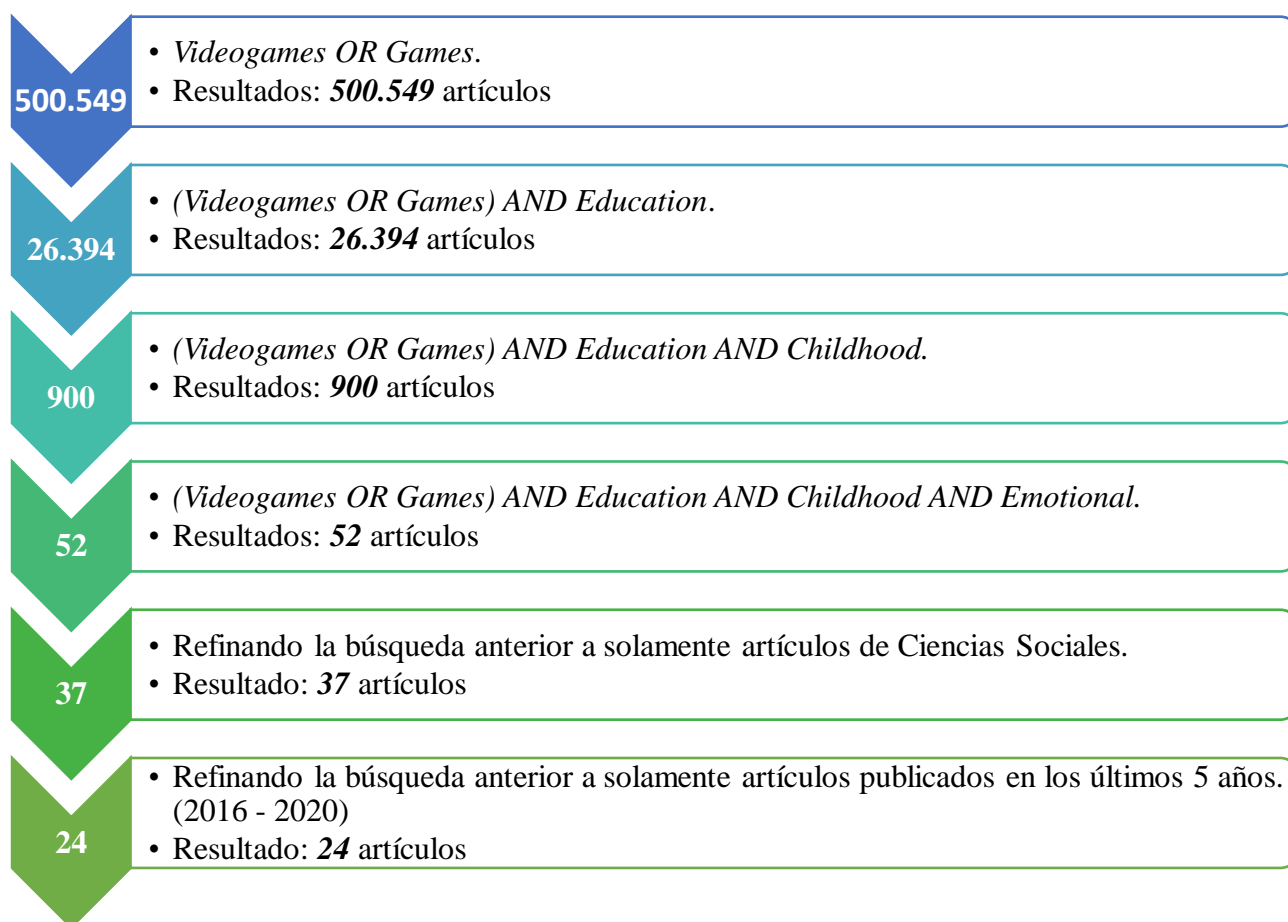 500.549
• Videogames OR Games.
• Resultados: 500.549 artículos
26.394
• (Videogames OR Games) AND Education.
• Resultados: 26.394 artículos
900
• (Videogames OR Games) AND Education AND Childhood.
• Resultados: 900 artículos
52
• (Videogames OR Games) AND Education AND Childhood AND Emotional.
• Resultados: 52 artículos
37
• Refinando la búsqueda anterior a solamente artículos de Ciencias Sociales.
• Resultado: 37 artículos
24
• Refinando la búsqueda anterior a solamente artículos publicados en los últimos 5 años.
(2016 - 2020)
• Resultado: 24 artículos